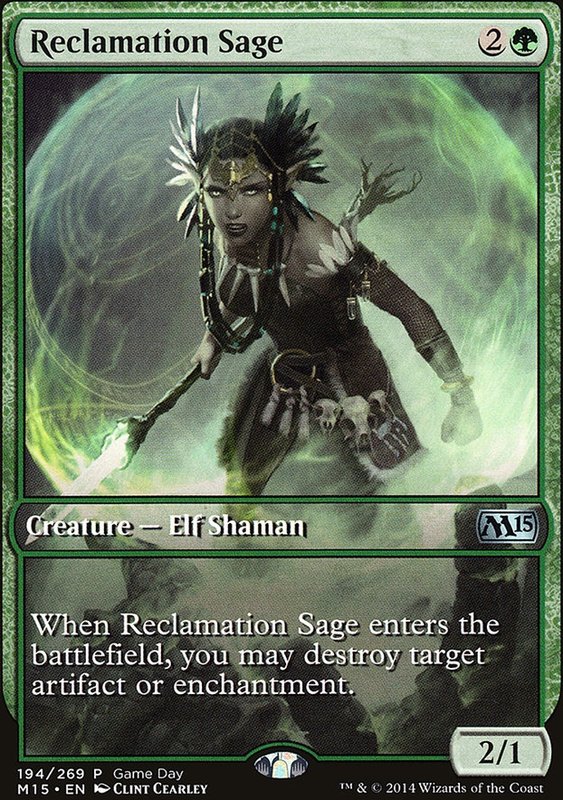 Reclamation Sage 2
Creature — Elf Shaman M15
When Reclamation Sage enters the
battlefield, you may destroy target
artifact or enchantment.
2/1
194/269 P Game Day
M15 • EN Clint Cearley ™ & © 2014 Wizards of the Coast